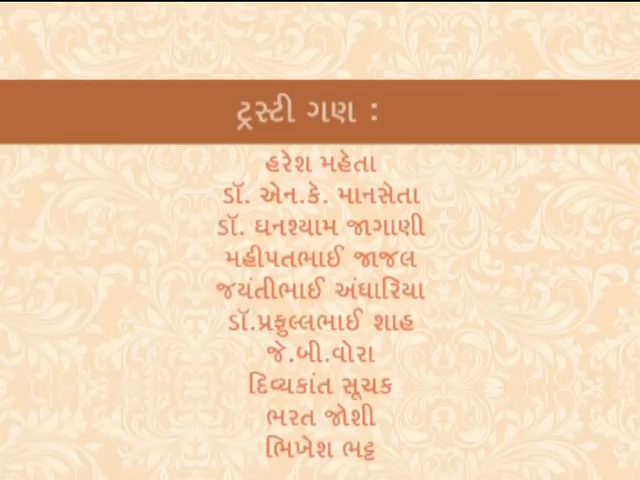 ટ્રસ્ટી ગણ :
હરેશ મહેતા
ડૉ. એન.કે. માનસેતા
ડૉ. ઘનશ્યામ જાગાણી
મહીપતભાઈ જાજલ
જયંતીભાઈ અંઘારિયા
ડૉ.પ્રફુલ્લભાઈ શાહ
જે.બી.વોરા
દિવ્યકાંત સૂચક
ભરત જોશી
ભિખેશ ભટ્ટ